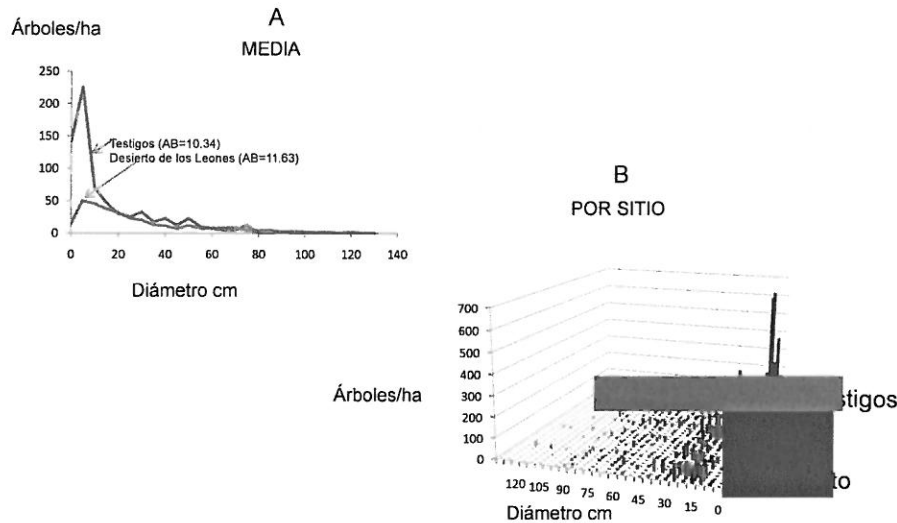 A
MEDIA
Árboles/ha
250
200
150
100
50
0
Testigos (AB=10.34)
Desierto de los Leones (AB=11.63)
0 20 40 60 80 100 120 140
Diámetro cm
B
POR SITIO
700
600
500
400
300
200
100
0
Árboles/ha
120 105 90 75 60 45 30 15 0
Diámetro cm